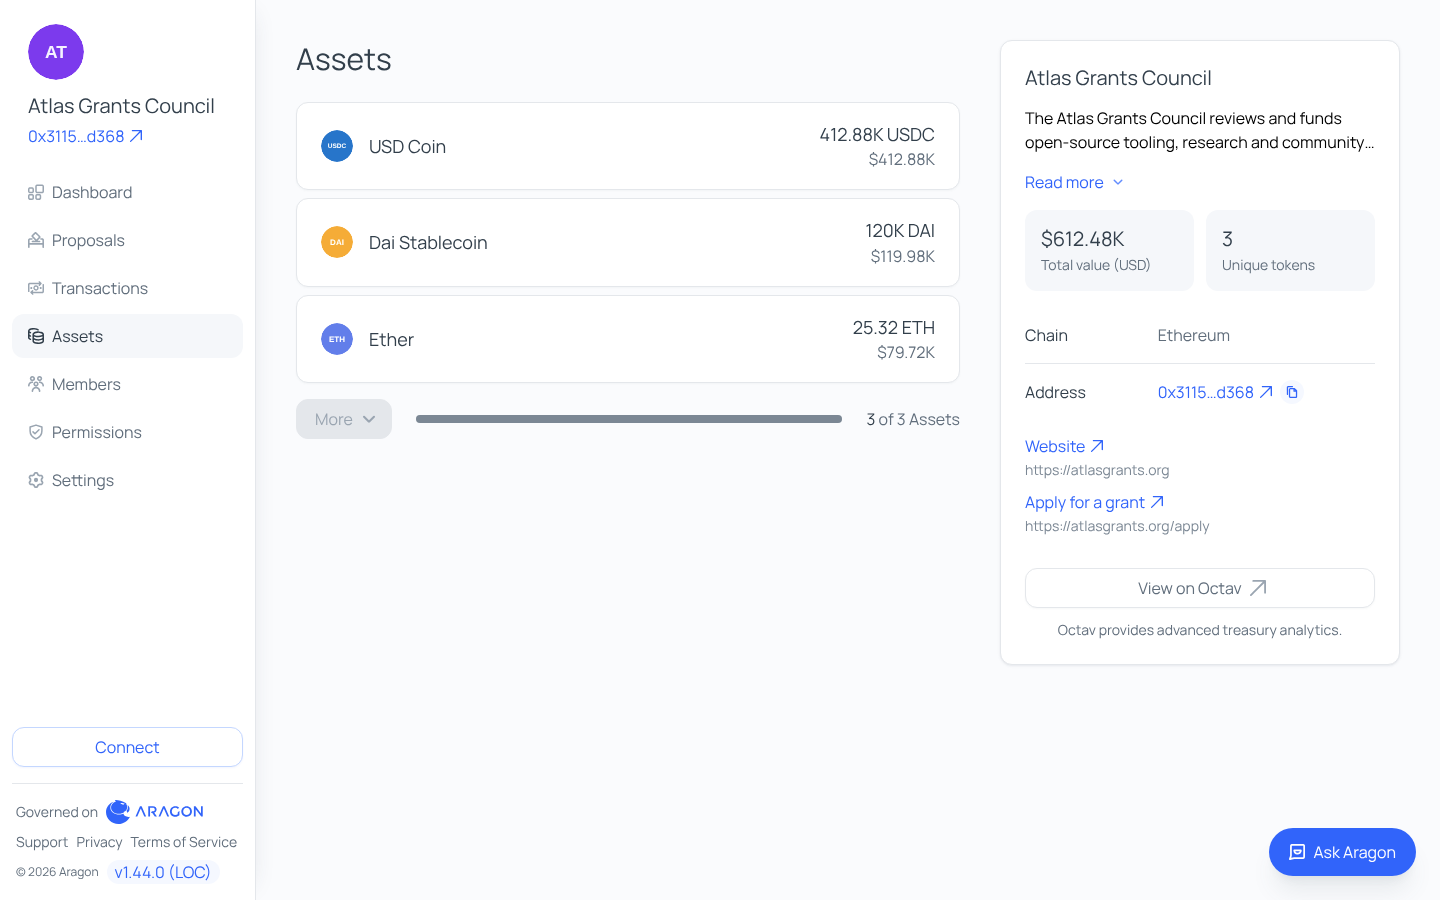 AT
Atlas Grants Council
0x3115...d368
Dashboard
Proposals
Transactions
Assets
Members
Permissions
Settings
Connect
Governed on ARAGON
Support Privacy Terms of Service
© 2026 Aragon v1.44.0 (LOC)
Assets
USDC USD Coin 412.88K USDC
$412.88K
DAI Dai Stablecoin 120K DAI
$119.98K
ETH Ether 25.32 ETH
$79.72K
More 3 of 3 Assets
Atlas Grants Council
The Atlas Grants Council reviews and funds
open-source tooling, research and community...
Read more
$612.48K
Total value (USD)
3
Unique tokens
Chain Ethereum
Address 0x3115...d368
Website
https://atlasgrants.org
Apply for a grant
https://atlasgrants.org/apply
View on Octav
Octav provides advanced treasury analytics.
Ask Aragon